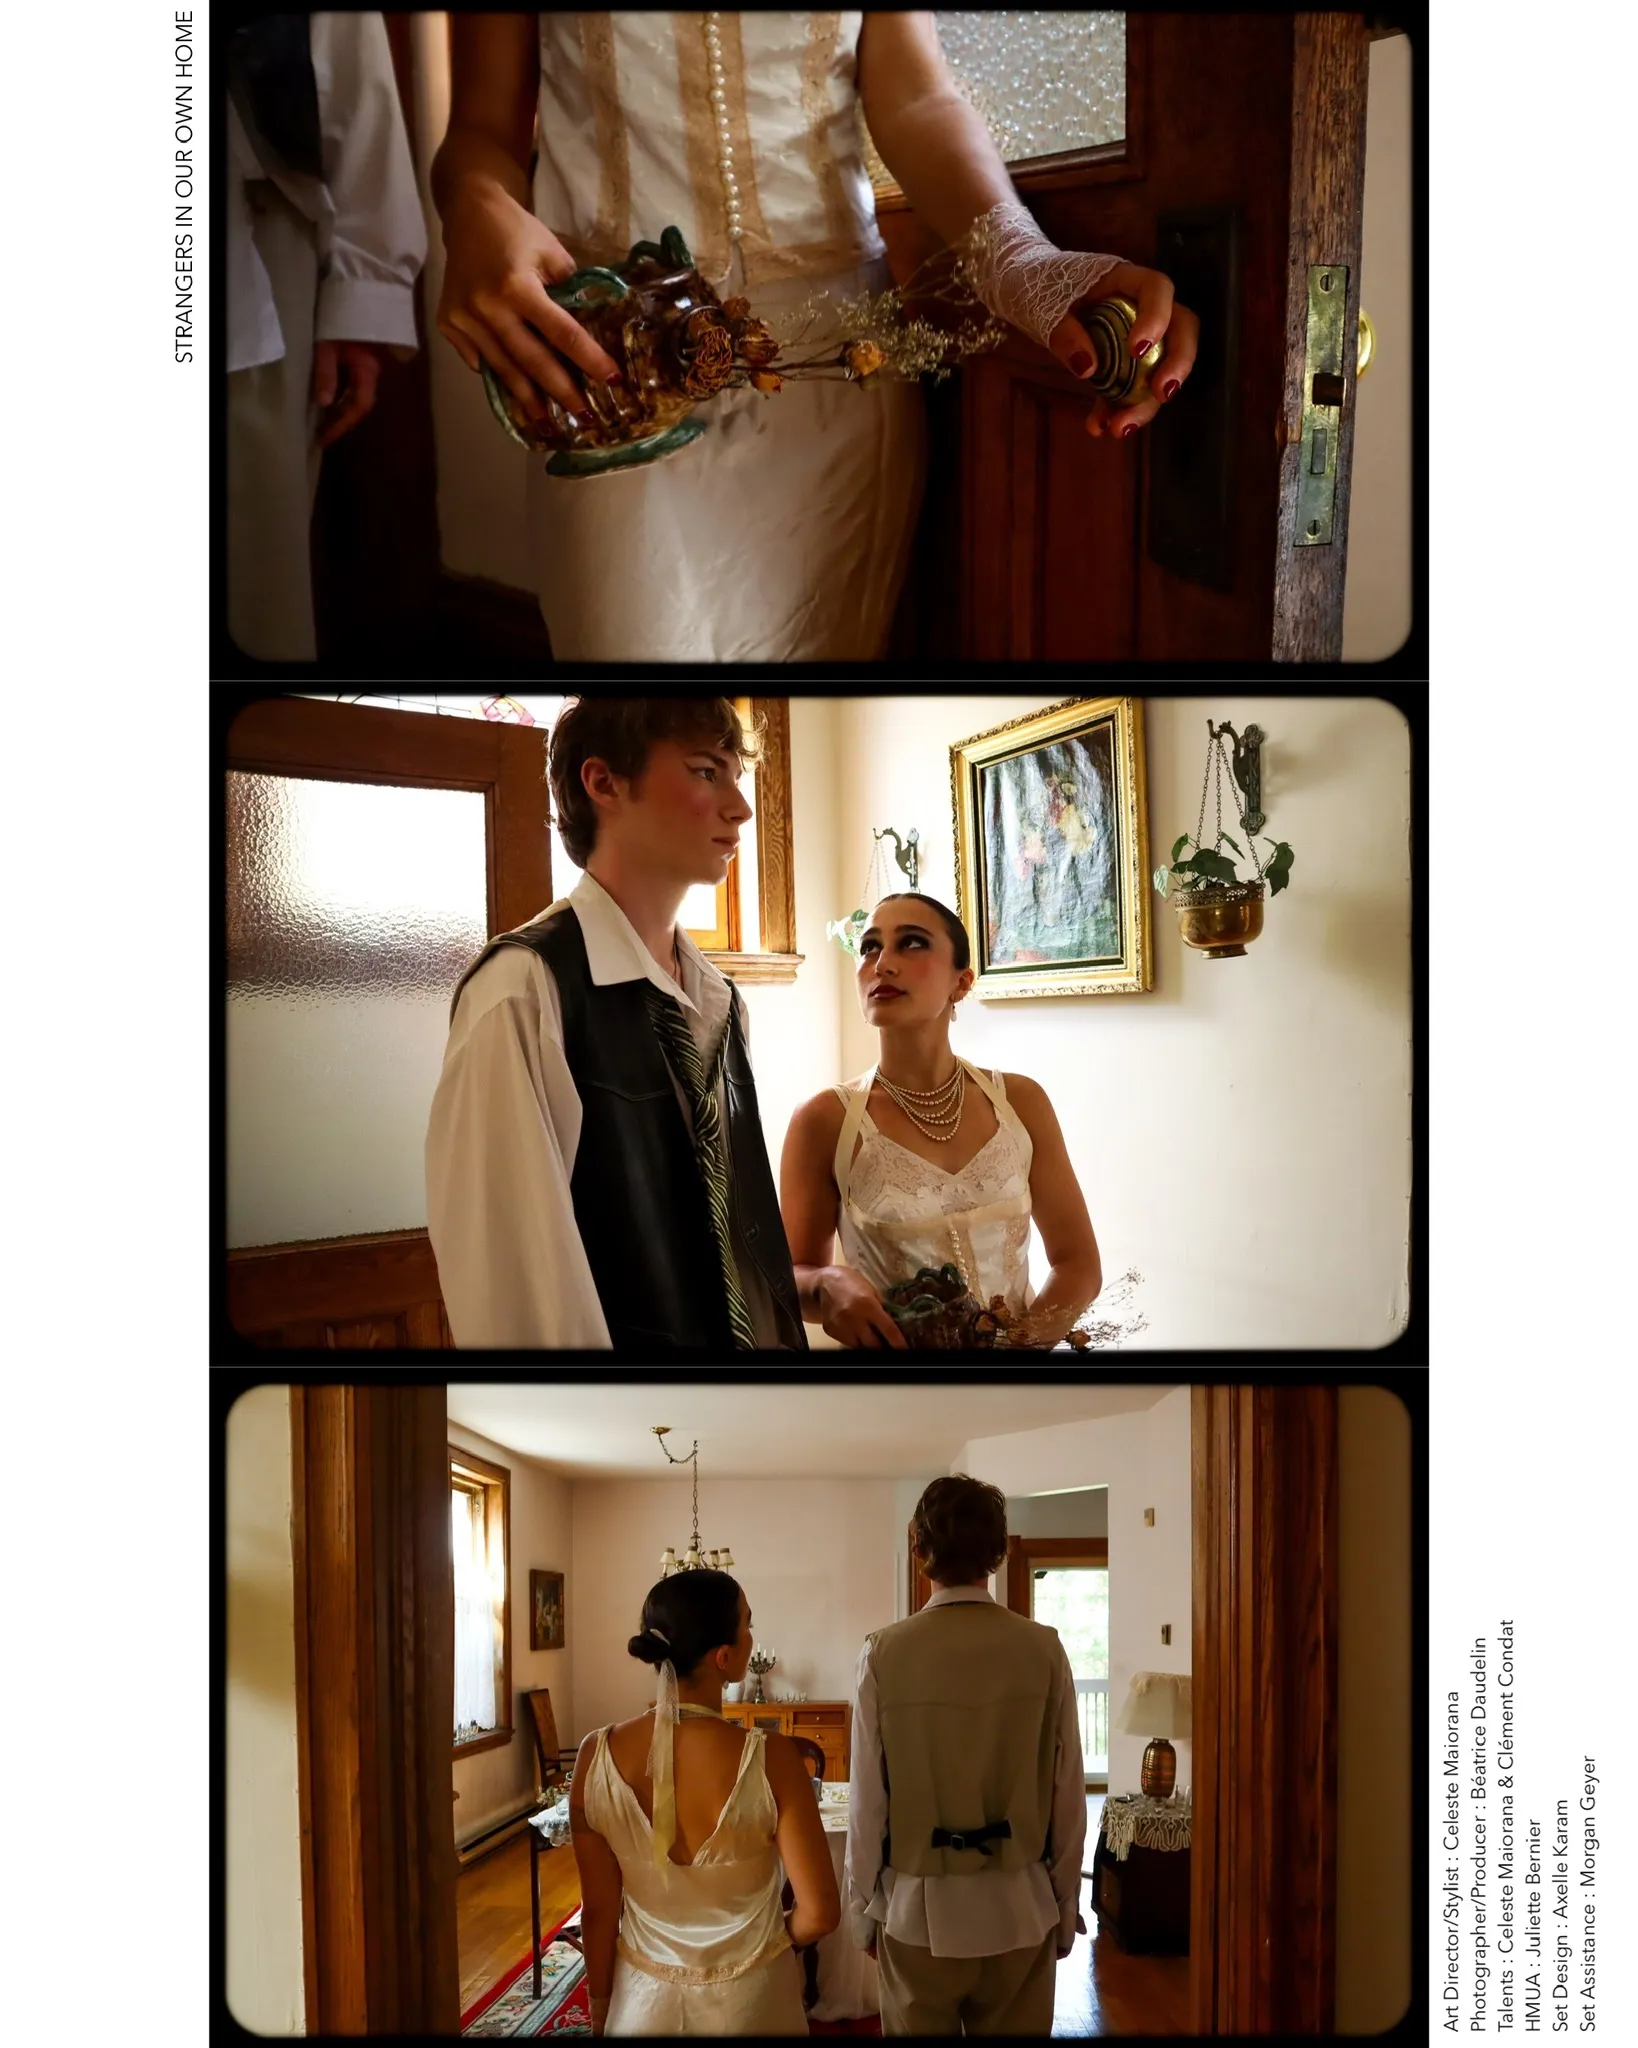 STRANGERS IN OUR OWN HOME
Art Director/Stylist : Celeste Maiorana
Photographer/Producer : Béatrice Daudelin
Talents : Celeste Maiorana & Clément Condat
HMUA : Juliette Bernier
Set Design : Axelle Karam
Set Assistance : Morgan Geyer